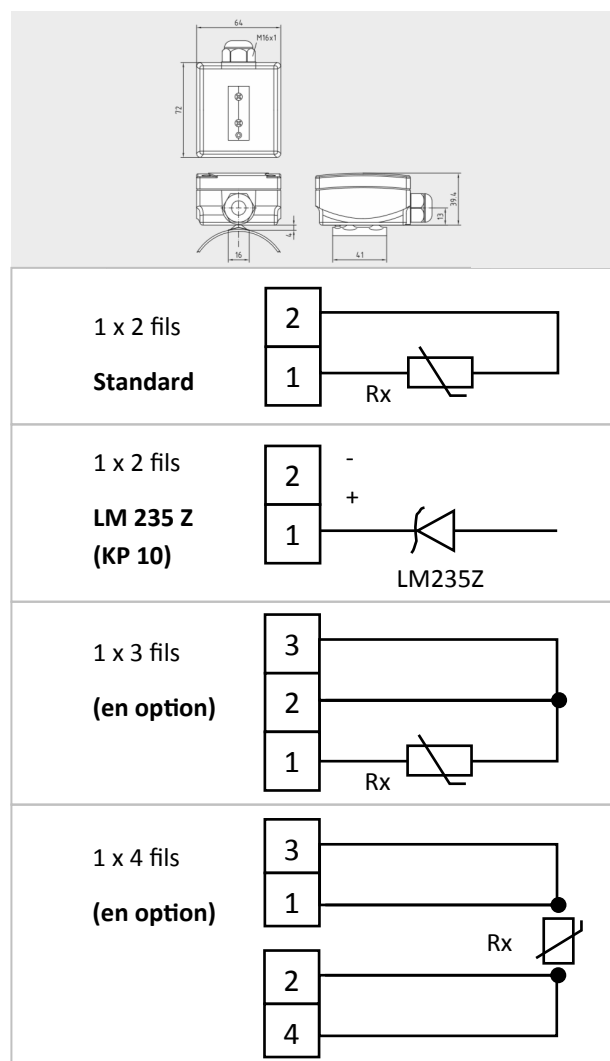 64
M16x1
72
39.4
13
4
16
41
1 x 2 fils
Standard
2
1
Rx
1 x 2 fils
LM 235 Z
(KP 10)
2
1
-
+
LM235Z
1 x 3 fils
(en option)
3
2
1
Rx
1 x 4 fils
(en option)
3
1
2
4
Rx